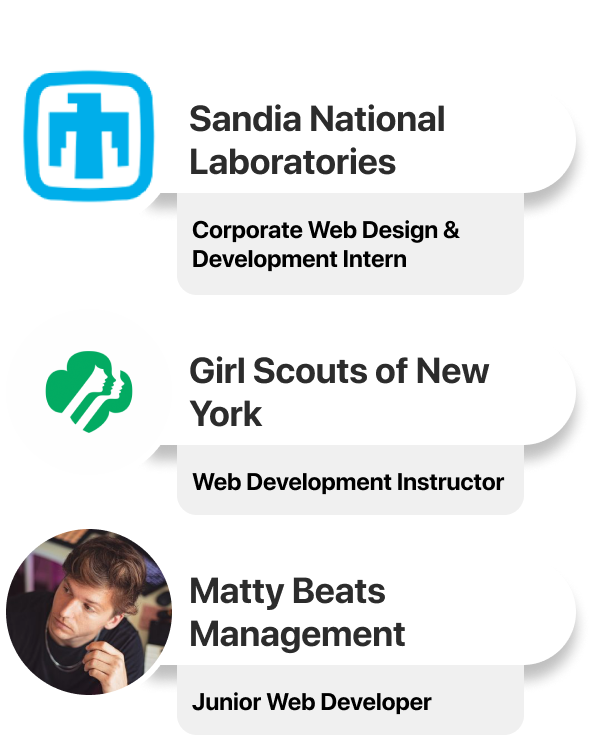 Sandia National
Laboratories
Corporate Web Design &
Development Intern
Girl Scouts of New
York
Web Development Instructor
Matty Beats
Management
Junior Web Developer